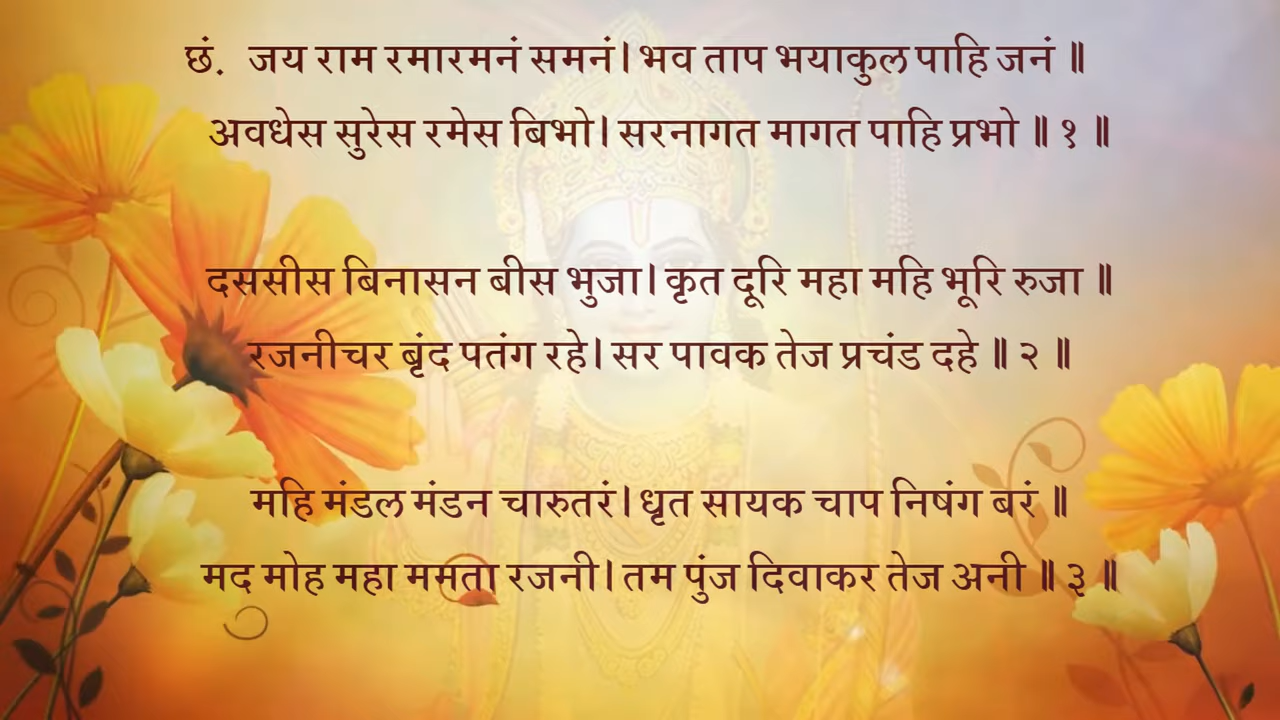 छं. जय राम रमारमनं समनं। भव ताप भयाकुल पाहि जनं ॥
अवधेस सुरेस रमेस बिभो। सरनागत मागत पाहि प्रभो ॥ १ ॥
दससीस बिनासन बीस भुजा। कृत दूरि महा महि भूरि रुजा ॥
रजनीचर बृंद पतंग रहे। सर पावक तेज प्रचंड दहे ॥ २ ॥
महि मंडल मंडन चारुतरं। धृत सायक चाप निषंग बरं ॥
मद मोह महा ममता रजनी। तम पुंज दिवाकर तेज अनी ॥ ३ ॥